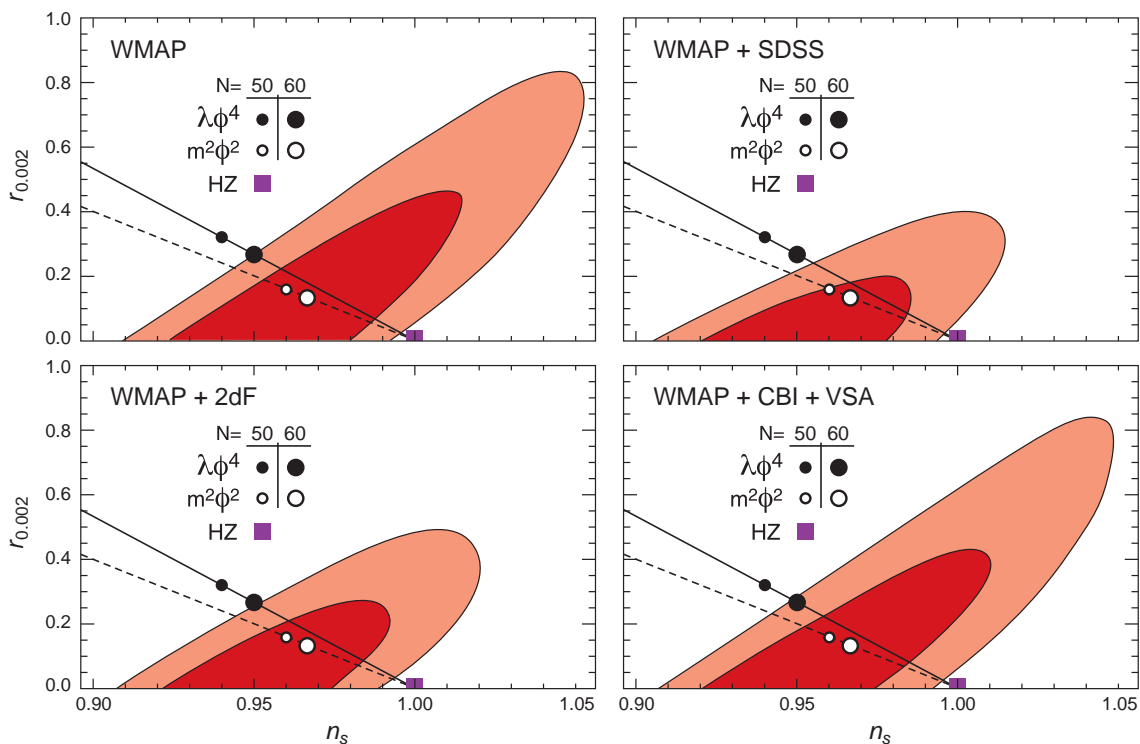 1.0
0.8
0.6
0.4
0.2
0.0
r0.002
WMAP
N= 50 60
λϕ4
m2ϕ2
HZ
WMAP + SDSS
N= 50 60
λϕ4
m2ϕ2
HZ
1.0
0.8
0.6
0.4
0.2
0.0
r0.002
WMAP + 2dF
N= 50 60
λϕ4
m2ϕ2
HZ
0.90 0.95 1.00 1.05
ns
WMAP + CBI + VSA
N= 50 60
λϕ4
m2ϕ2
HZ
0.90 0.95 1.00 1.05
ns